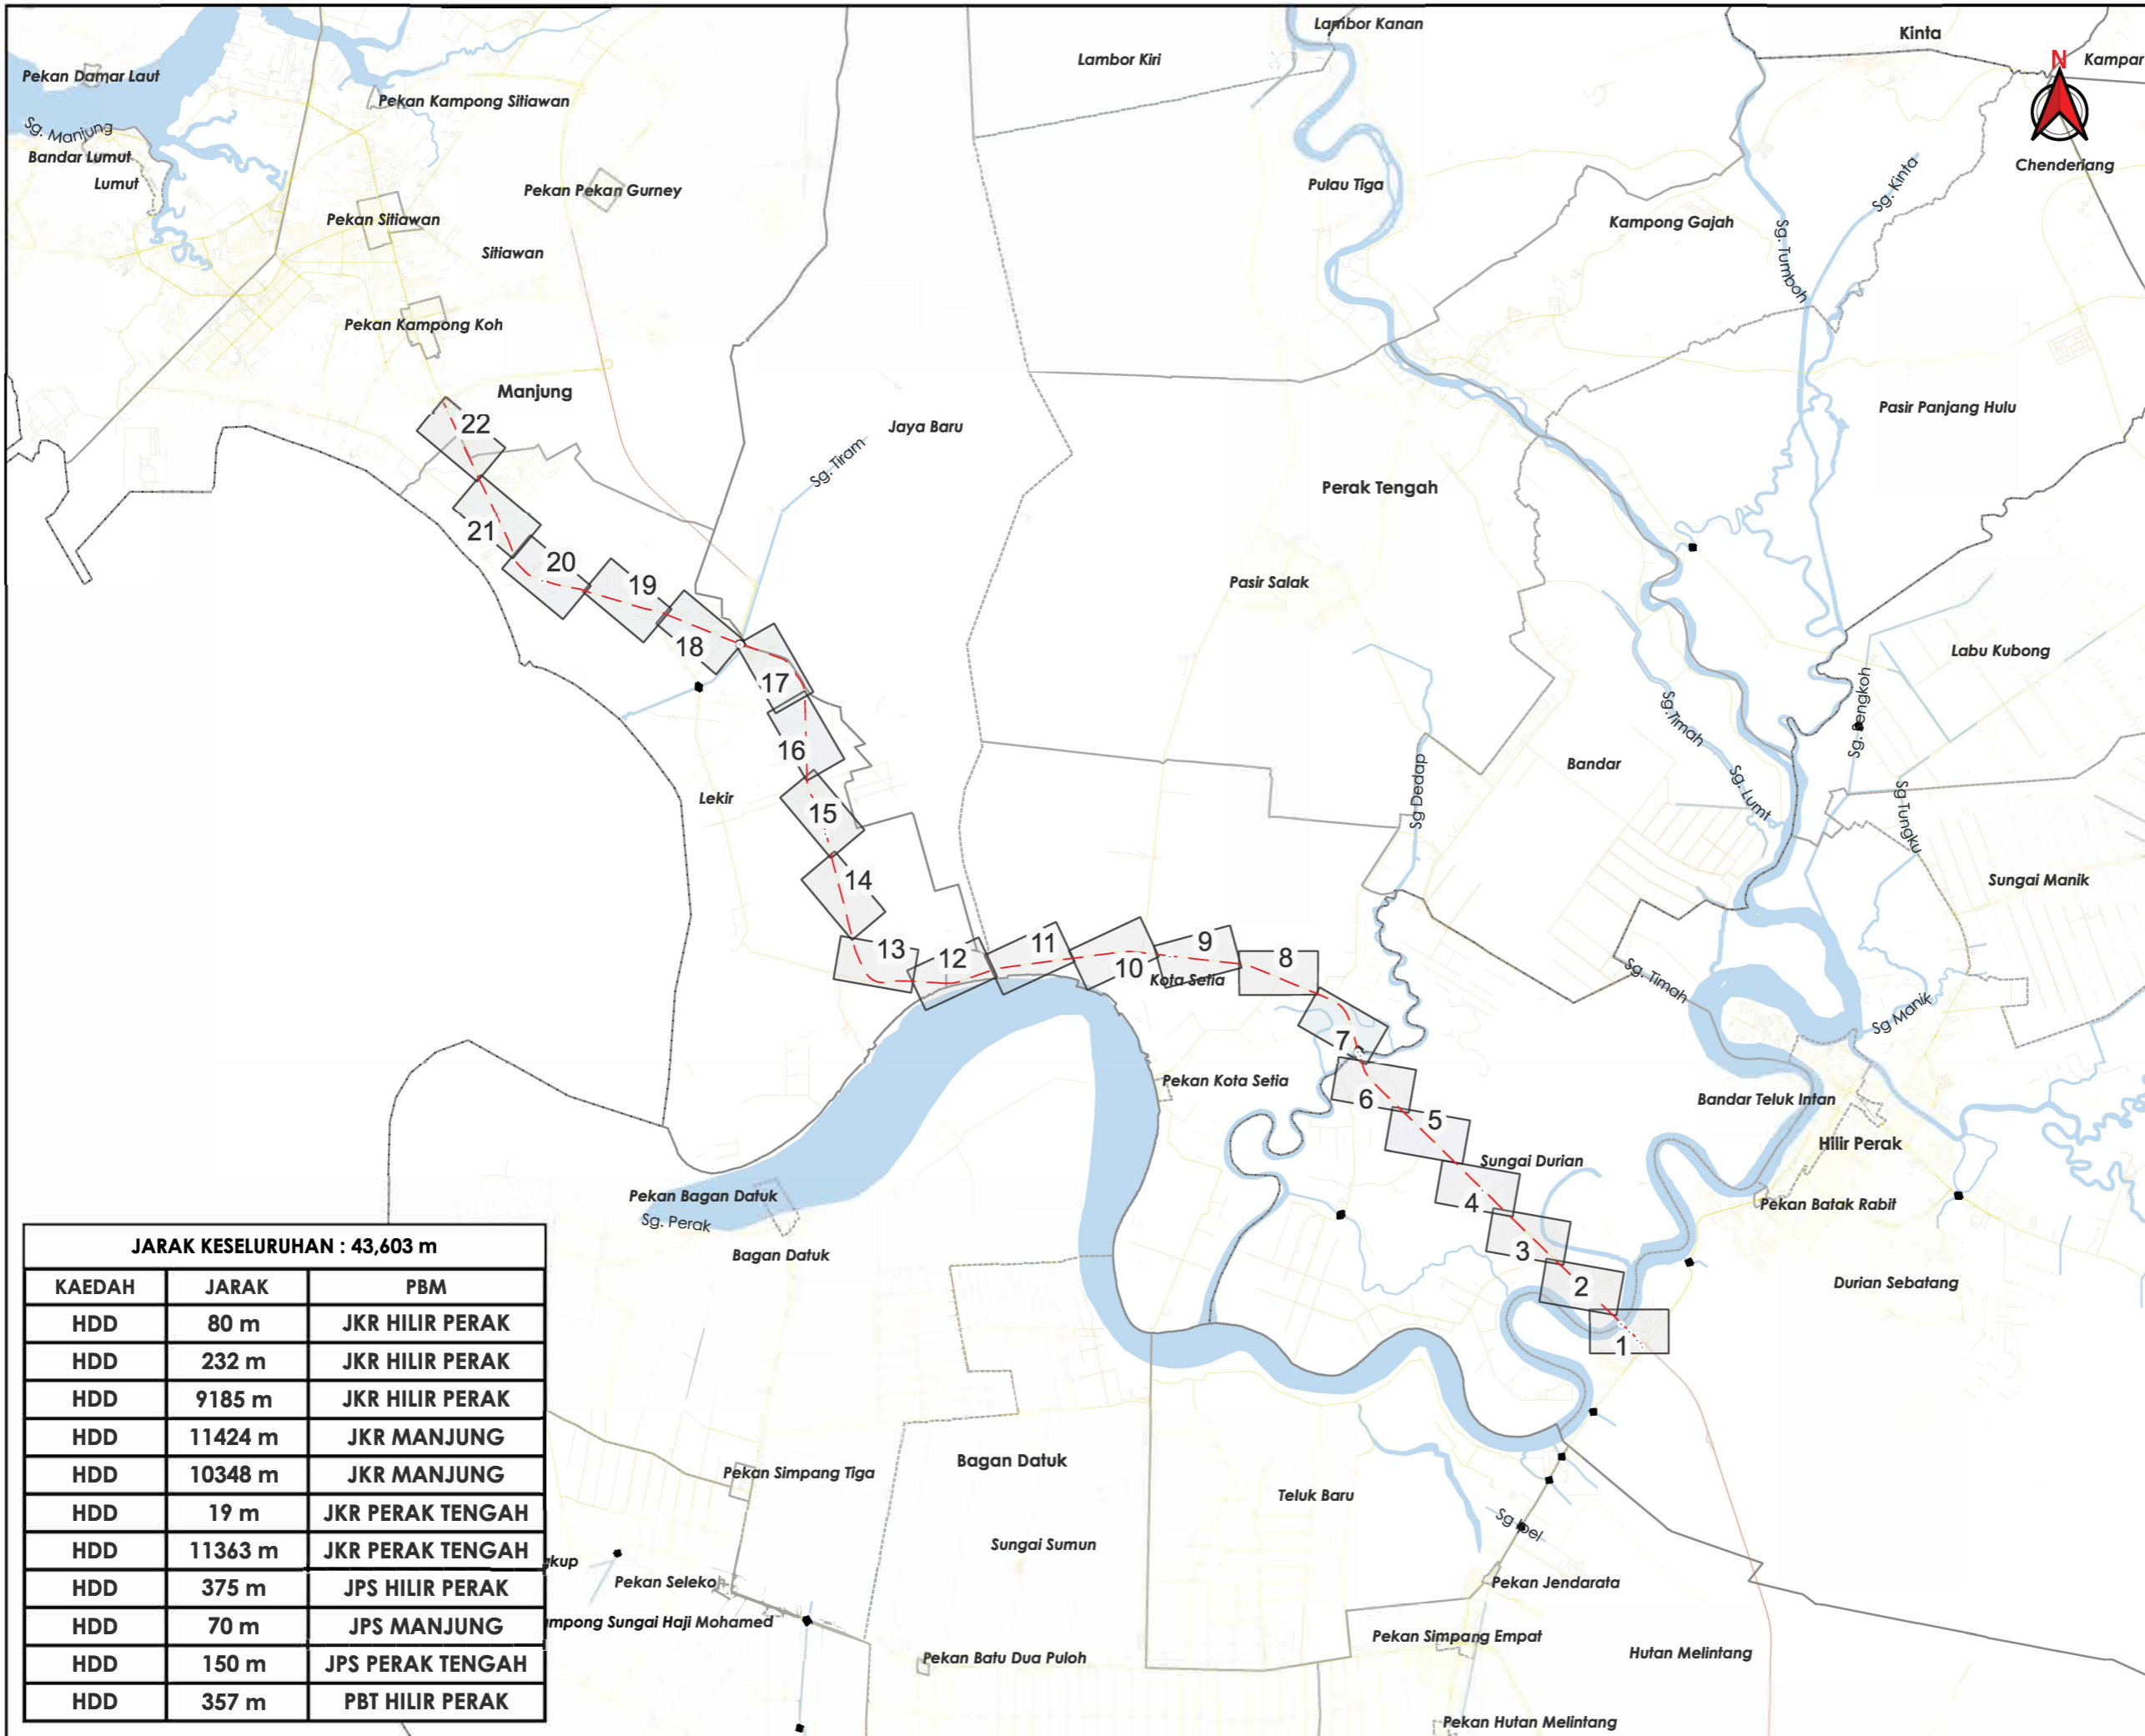 Lambor Kanan
Kinta
Lambor Kiri
Kampar
N
Pekan Damar Laut
Pekan Kampong Sitiawan
Sg. Manjung
Bandar Lumut
Lumut
Chenderiang
Pekan Pekan Gurney
Pulau Tiga
Sg. Kinta
Pekan Sitiawan
Kampong Gajah
Sitiawan
Sg. Tumboh
Pekan Kampong Koh
Manjung
Pasir Panjang Hulu
22
Jaya Baru
Sg. Tiram
Perak Tengah
21
20
19
Pasir Salak
18
Labu Kubong
17
Sg. Timah
Sg. Bengkoh
16
Bandar
Sg Dedap
Lekir
15
Sg. Lumt
Sg Tungku
14
Sungai Manik
13
12
11
10
9
8
Kota Setia
Sg. Timah
Sg Manik
7
Pekan Kota Setia
6
5
Bandar Teluk Intan
Hilir Perak
Sungai Durian
4
Pekan Bagan Datuk
Pekan Batak Rabit
Sg. Perak
3
Bagan Datuk
2
Durian Sebatang
1
JARAK KESELURUHAN : 43,603 m
KAEDAH JARAK PBM
HDD 80 m JKR HILIR PERAK
HDD 232 m JKR HILIR PERAK
HDD 9185 m JKR HILIR PERAK
HDD 11424 m JKR MANJUNG
HDD 10348 m JKR MANJUNG
HDD 19 m JKR PERAK TENGAH
HDD 11363 m JKR PERAK TENGAH
HDD 375 m JPS HILIR PERAK
HDD 70 m JPS MANJUNG
HDD 150 m JPS PERAK TENGAH
HDD 357 m PBT HILIR PERAK
Bagan Datuk
Pekan Simpang Tiga
Teluk Baru
Sungai Sumun
kup
Pekan Selekoh
Pekan Jendarata
mpong Sungai Haji Mohamed
Pekan Simpang Empat
Hutan Melintang
Pekan Batu Dua Puloh
Pekan Hutan Melintang